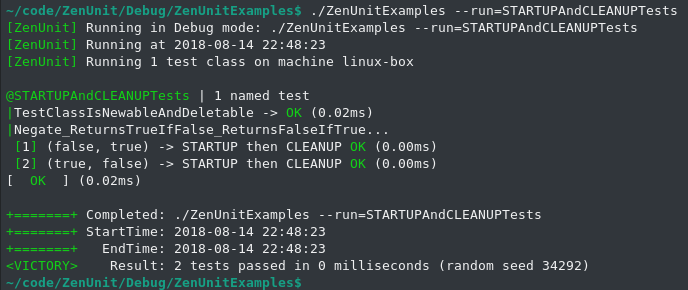 ~/code/ZenUnit/Debug/ZenUnitExamples$ ./ZenUnitExamples --run=STARTUPAndCLEANUPTests
[ZenUnit] Running in Debug mode: ./ZenUnitExamples --run=STARTUPAndCLEANUPTests
[ZenUnit] Running at 2018-08-14 22:48:23
[ZenUnit] Running 1 test class on machine linux-box

@STARTUPAndCLEANUPTests | 1 named test
|TestClassIsNewableAndDeletable -> OK (0.02ms)
|Negate_ReturnsTrueIfFalse_ReturnsFalseIfTrue...
 [1] (false, true) -> STARTUP then CLEANUP OK (0.00ms)
 [2] (true, false) -> STARTUP then CLEANUP OK (0.00ms)
[  OK  ] (0.02ms)

+=======+ Completed: ./ZenUnitExamples --run=STARTUPAndCLEANUPTests
+=======+ StartTime: 2018-08-14 22:48:23
+=======+   EndTime: 2018-08-14 22:48:23
<VICTORY>    Result: 2 tests passed in 0 milliseconds (random seed 34292)
~/code/ZenUnit/Debug/ZenUnitExamples$